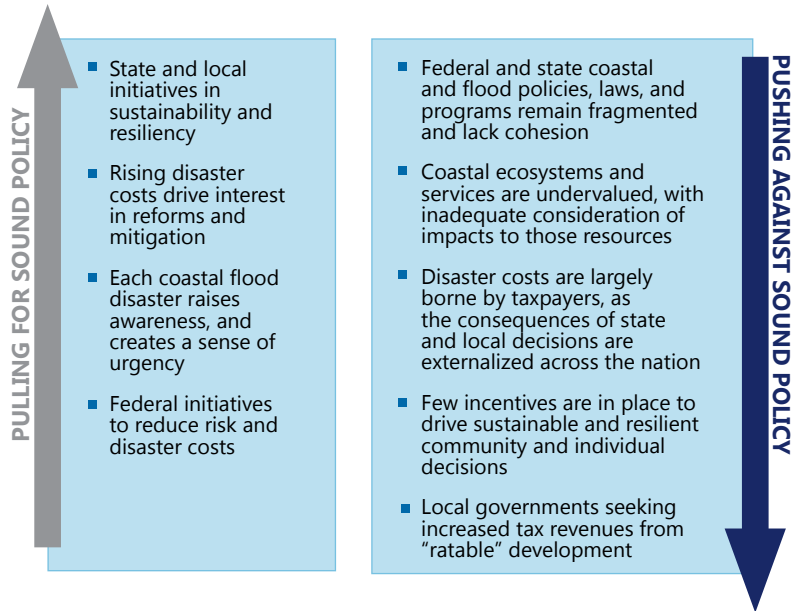 PULLING FOR SOUND POLICY
State and local
initiatives in
sustainability and
resiliency
Rising disaster
costs drive interest
in reforms and
mitigation
Each coastal flood
disaster raises
awareness, and
creates a sense of
urgency
Federal initiatives
to reduce risk and
disaster costs
Federal and state coastal
and flood policies, laws, and
programs remain fragmented
and lack cohesion
Coastal ecosystems and
services are undervalued, with
inadequate consideration of
impacts to those resources
Disaster costs are largely
borne by taxpayers, as
the consequences of state
and local decisions are
externalized across the nation
Few incentives are in place to
drive sustainable and resilient
community and individual
decisions
Local governments seeking
increased tax revenues from
“ratable” development
PUSHING AGAINST SOUND POLICY